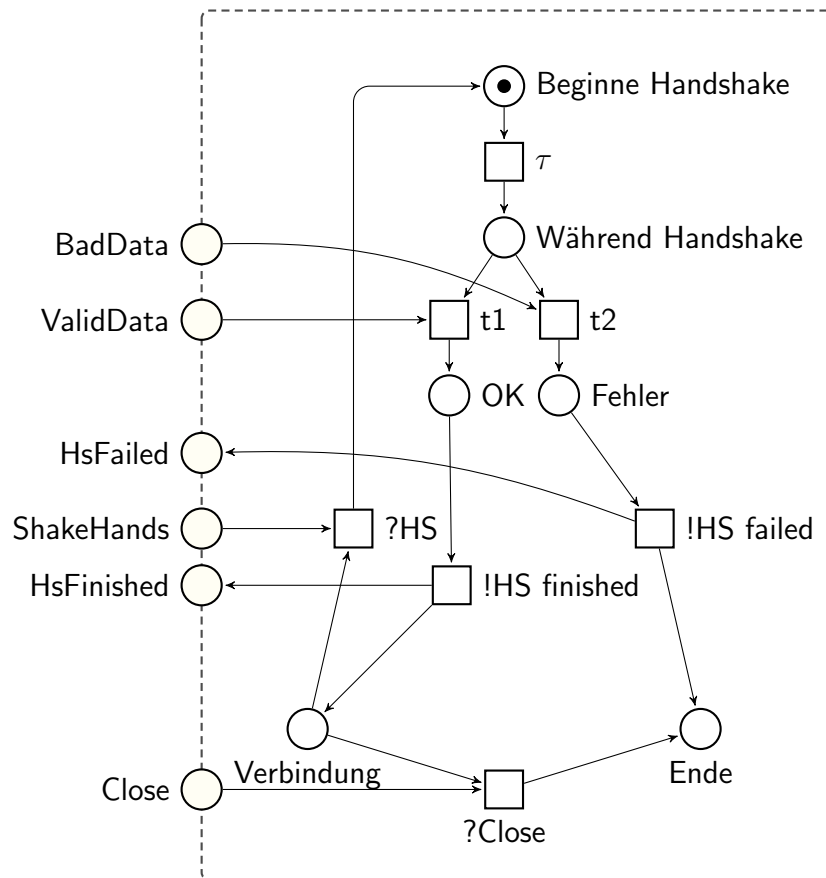 Beginne Handshake
τ
Während Handshake
BadData
ValidData
t1
t2
OK
Fehler
HsFailed
ShakeHands
?HS
!HS failed
HsFinished
!HS finished
Verbindung
Ende
Close
?Close